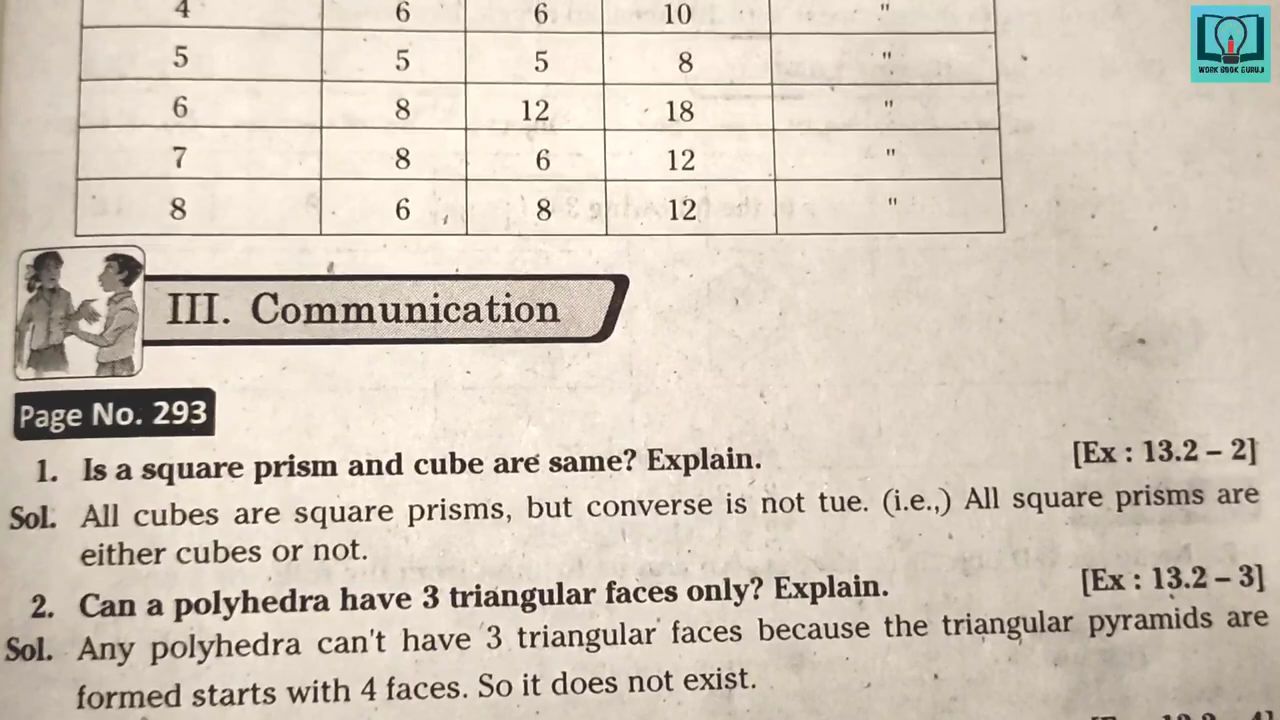 4 6 6 10 "
5 5 5 8 "
6 8 12 18 "
7 8 6 12 "
8 6 8 12 "
WORK BOOK GURUJI
III. Communication
Page No. 293
1. Is a square prism and cube are same? Explain. [Ex : 13.2 – 2]
Sol. All cubes are square prisms, but converse is not tue. (i.e.,) All square prisms are
either cubes or not.
2. Can a polyhedra have 3 triangular faces only? Explain. [Ex : 13.2 – 3]
Sol. Any polyhedra can't have 3 triangular faces because the triangular pyramids are
formed starts with 4 faces. So it does not exist.